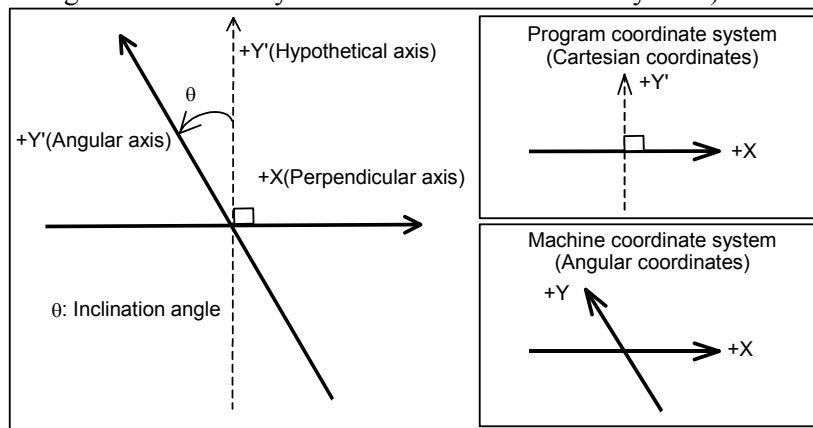 +Y'(Hypothetical axis)
θ
+Y'(Angular axis)
+X(Perpendicular axis)
θ: Inclination angle
Program coordinate system
(Cartesian coordinates)
+Y'
+X
Machine coordinate system
(Angular coordinates)
+Y
+X